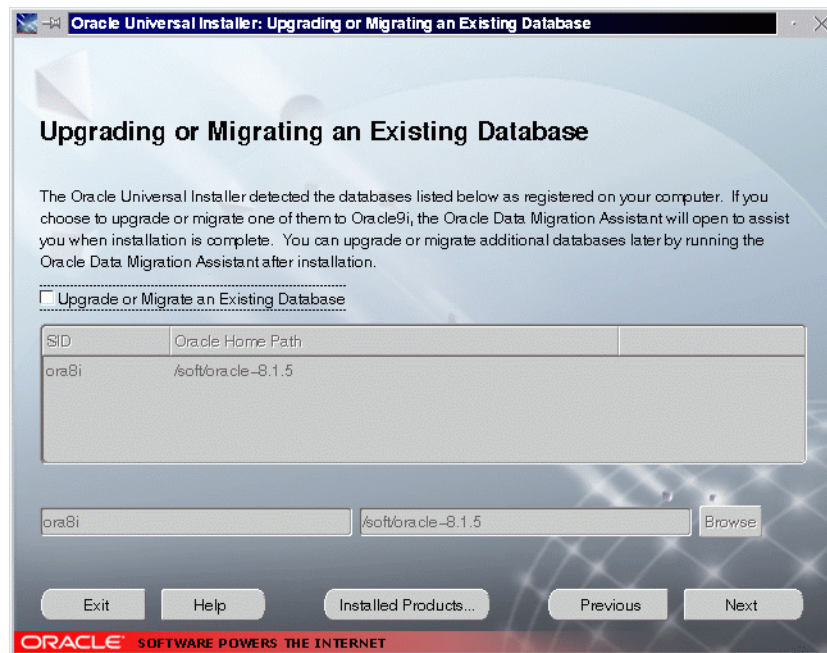 Oracle Universal Installer: Upgrading or Migrating an Existing Database
Upgrading or Migrating an Existing Database
The Oracle Universal Installer detected the databases listed below as registered on your computer. If you
choose to upgrade or migrate one of them to Oracle9i, the Oracle Data Migration Assistant will open to assist
you when installation is complete. You can upgrade or migrate additional databases later by running the
Oracle Data Migration Assistant after installation.
Upgrade or Migrate an Existing Database
SID Oracle Home Path
ora8i /soft/oracle-8.1.5
ora8i /soft/oracle-8.1.5 Browse
Exit Help Installed Products... Previous Next
ORACLE® SOFTWARE POWERS THE INTERNET